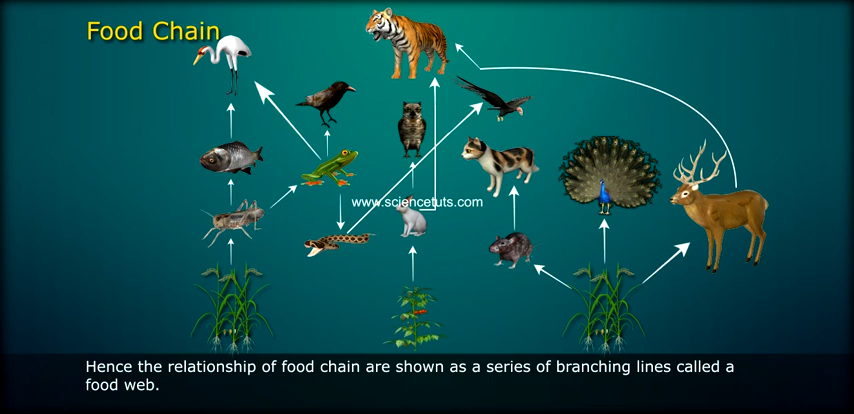 Food Chain
www.sciencetuts.com
Hence the relationship of food chain are shown as a series of branching lines called a
food web.